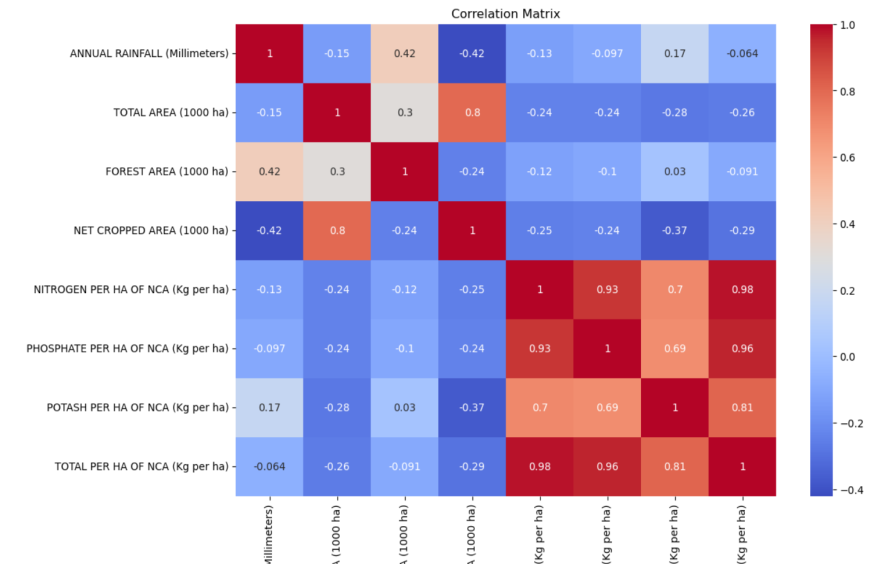 Correlation Matrix
ANNUAL RAINFALL (Millimeters) 1 -0.15 0.42 -0.42 -0.13 -0.097 0.17 -0.064
TOTAL AREA (1000 ha) -0.15 1 0.3 0.8 -0.24 -0.24 -0.28 -0.26
FOREST AREA (1000 ha) 0.42 0.3 1 -0.24 -0.12 -0.1 0.03 -0.091
NET CROPPED AREA (1000 ha) -0.42 0.8 -0.24 1 -0.25 -0.24 -0.37 -0.29
NITROGEN PER HA OF NCA (Kg per ha) -0.13 -0.24 -0.12 -0.25 1 0.93 0.7 0.98
PHOSPHATE PER HA OF NCA (Kg per ha) -0.097 -0.24 -0.1 -0.24 0.93 1 0.69 0.96
POTASH PER HA OF NCA (Kg per ha) 0.17 -0.28 0.03 -0.37 0.7 0.69 1 0.81
TOTAL PER HA OF NCA (Kg per ha) -0.064 -0.26 -0.091 -0.29 0.98 0.96 0.81 1
Millimeters)
A (1000 ha)
A (1000 ha)
A (1000 ha)
(Kg per ha)
(Kg per ha)
(Kg per ha)
(Kg per ha)
1.0
0.8
0.6
0.4
0.2
0.0
−0.2
−0.4